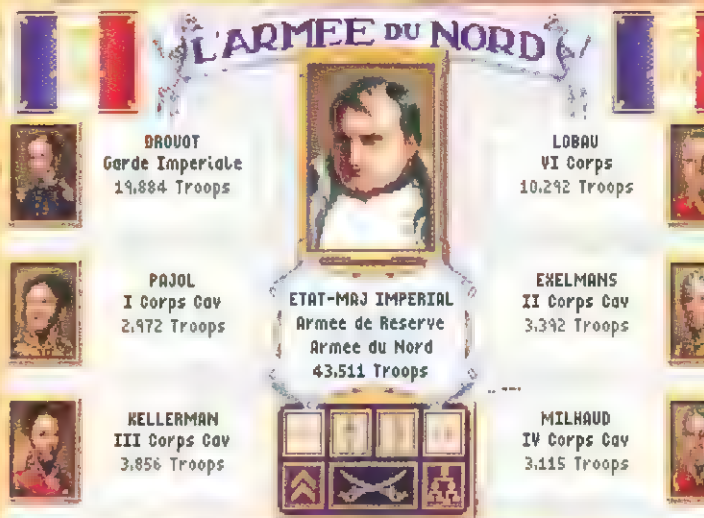 L'ARMEE DU NORD
DROUOT
Garde Imperiale
19.884 Troops
LOBAU
VI Corps
10.292 Troops
PAJOL
I Corps Cav
2.972 Troops
ETAT-MAJ IMPERIAL
Armee de Reserve
Armee du Nord
43.511 Troops
EXELMANS
II Corps Cav
3.392 Troops
KELLERMAN
III Corps Cav
3.856 Troops
MILHAUD
IV Corps Cav
3.115 Troops